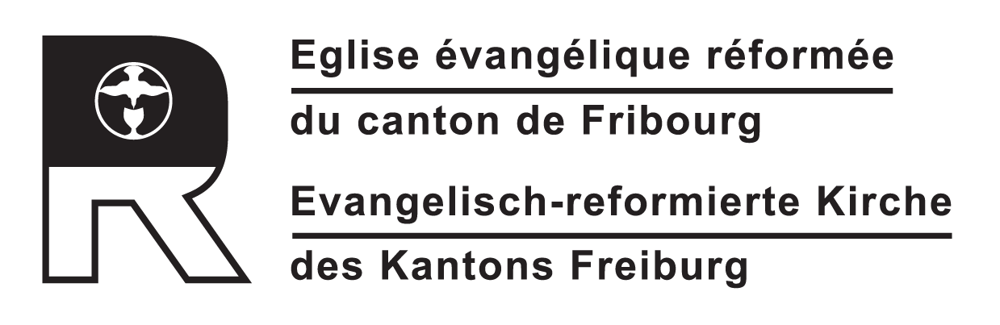 R
Eglise évangélique réformée
du canton de Fribourg
Evangelisch-reformierte Kirche
des Kantons Freiburg